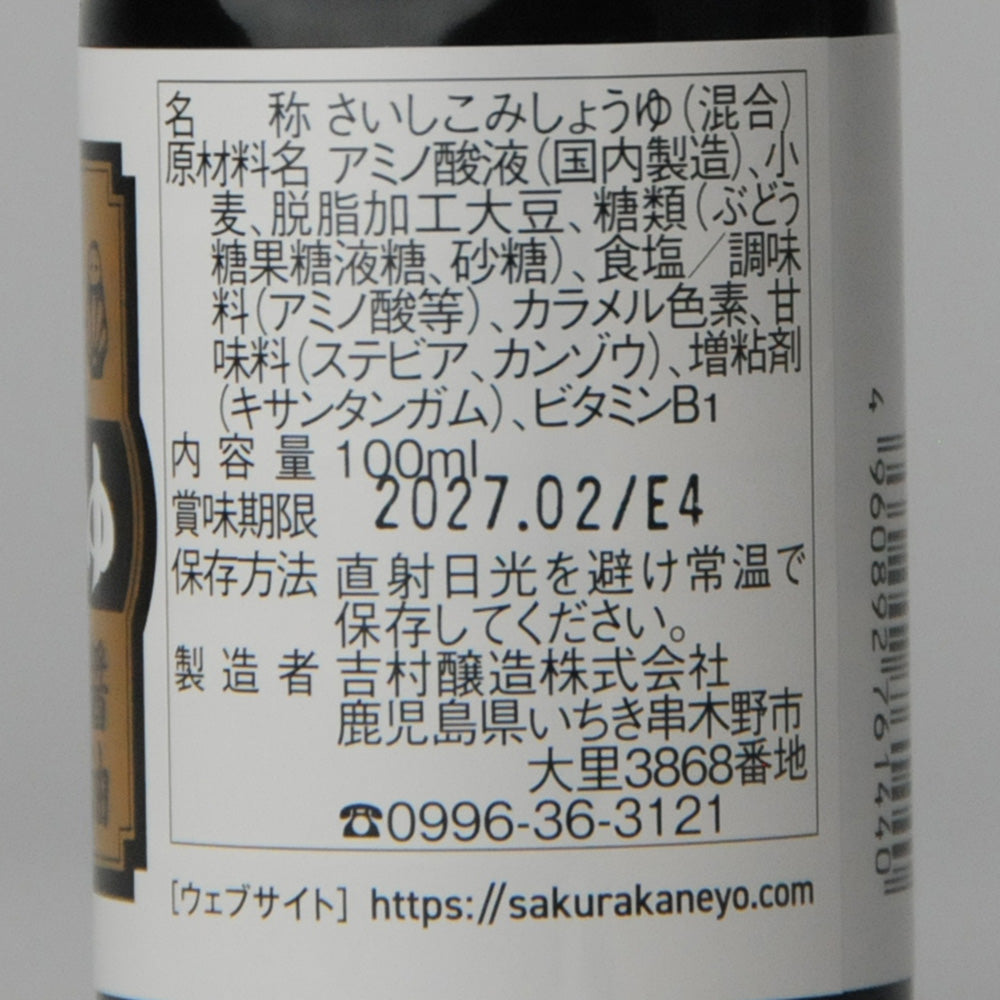 名 称 さいしこみしょうゆ（混合）
原材料名 アミノ酸液（国内製造）、小
麦、脱脂加工大豆、糖類（ぶどう
糖果糖液糖、砂糖）、食塩／調味
料（アミノ酸等）、カラメル色素、甘
味料（ステビア、カンゾウ）、増粘剤
（キサンタンガム）、ビタミンB1
内容量 100ml
賞味期限 2027.02/E4
保存方法 直射日光を避け常温で
保存してください。
製造者 吉村醸造株式会社
鹿児島県いちき串木野市
大里3868番地
☎0996-36-3121
［ウェブサイト］ https://sakurakaneyo.com
4 960892 761440
ゆ
醤油